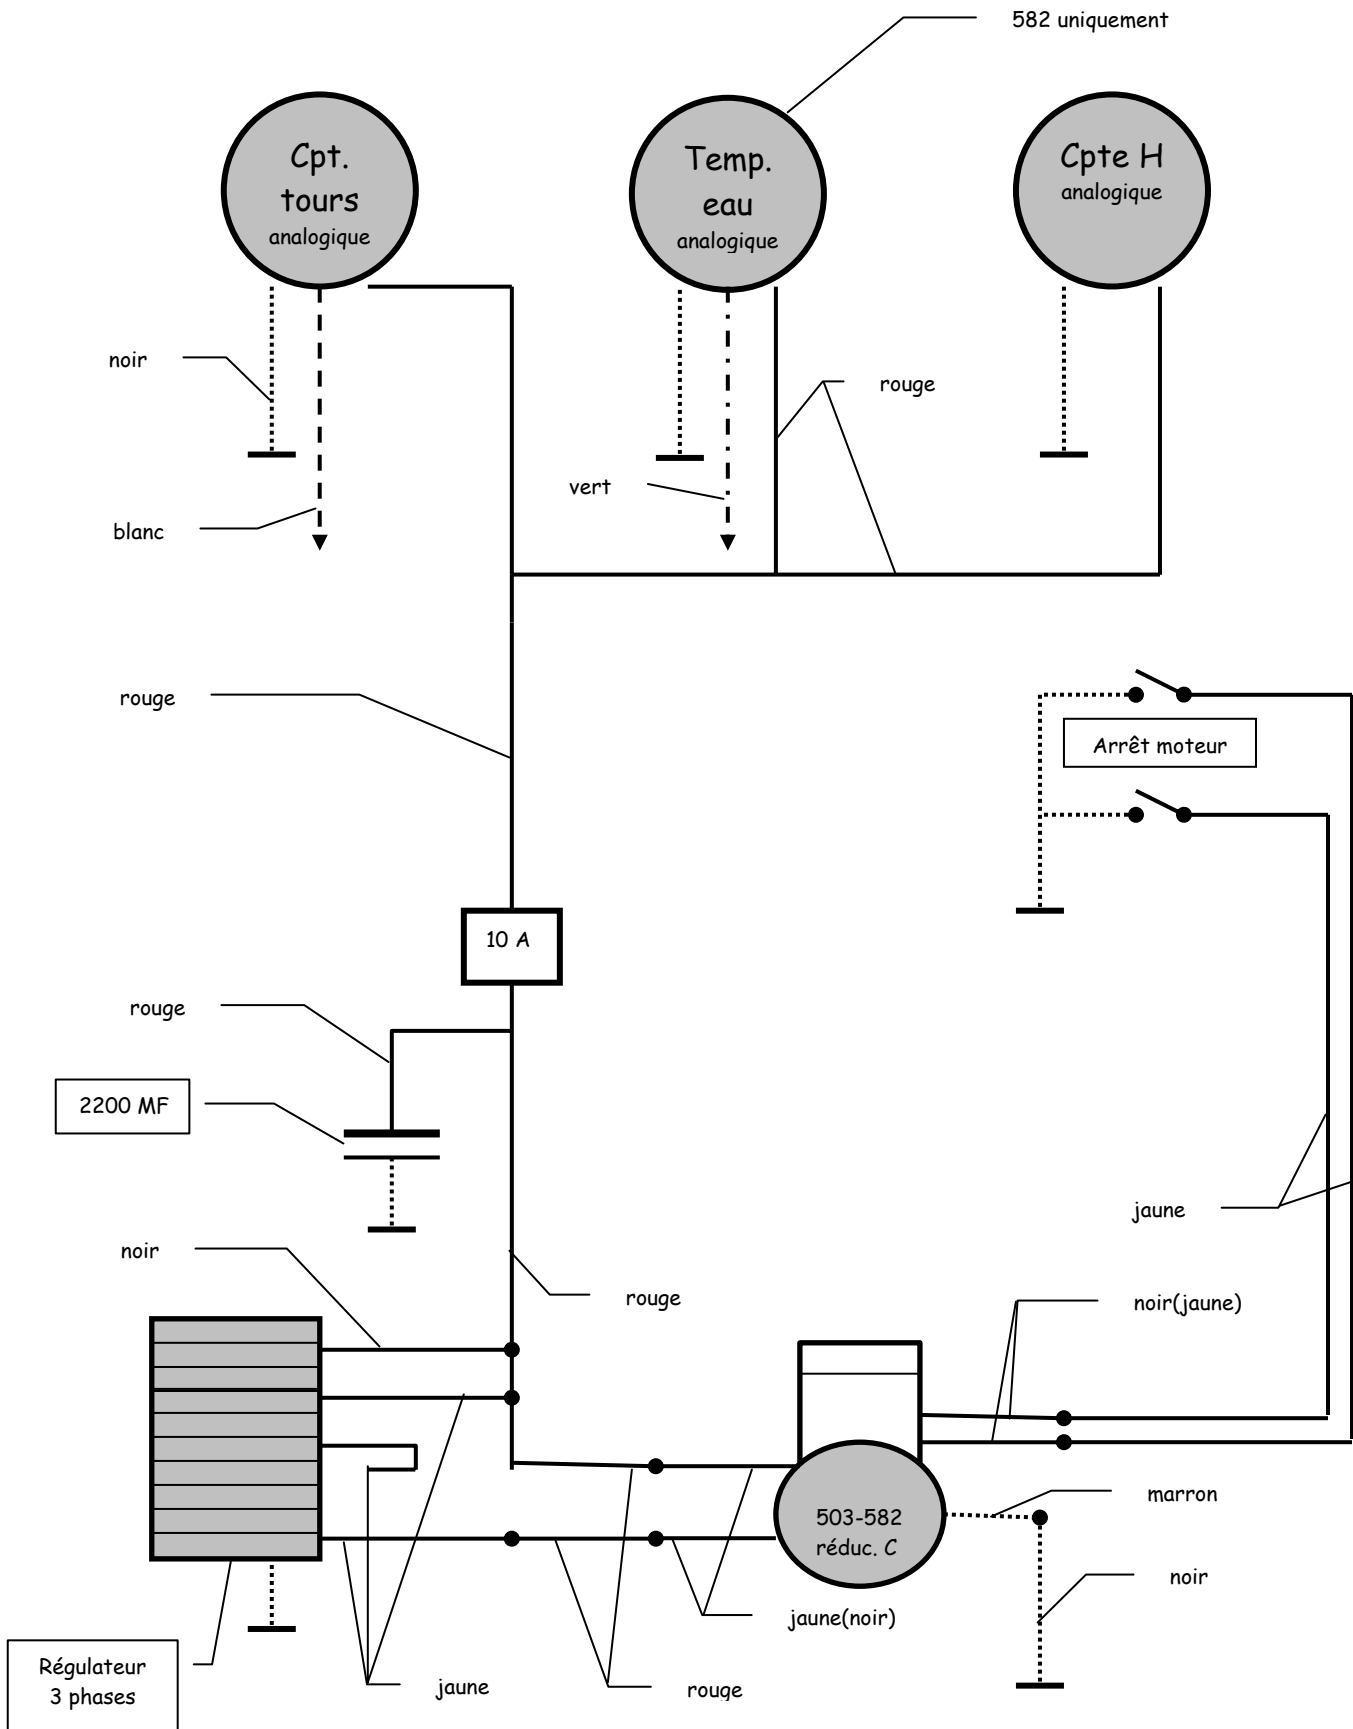 582 uniquement
Cpt.
tours
analogique
Temp.
eau
analogique
Cpte H
analogique
noir
rouge
vert
blanc
rouge
Arrêt moteur
10 A
rouge
2200 MF
jaune
noir
rouge
noir(jaune)
marron
503-582
réduc. C
noir
jaune(noir)
Régulateur
3 phases
jaune
rouge